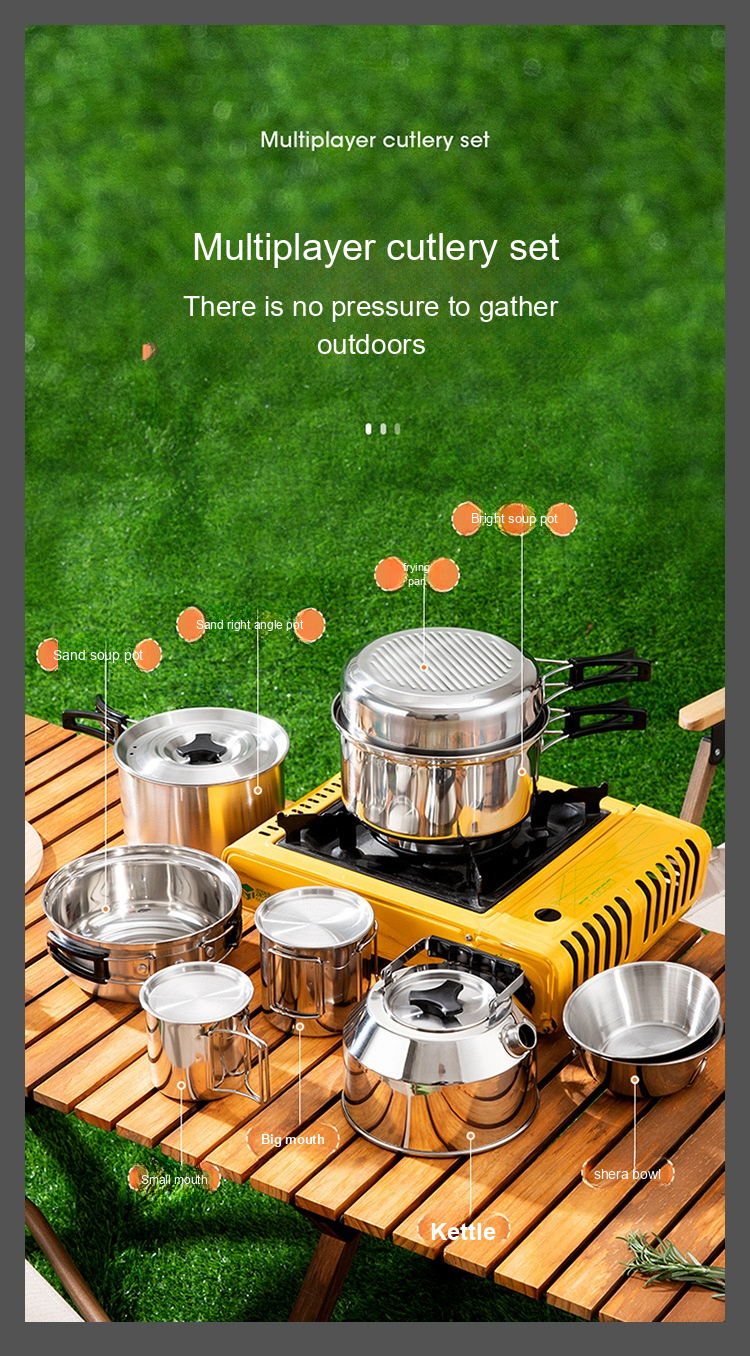 Multiplayer cutlery set
Multiplayer cutlery set
There is no pressure to gather
outdoors
Bright soup pot
frying
pan
Sand right angle pot
Sand soup pot
Big mouth
Small mouth
shera bowl
Kettle